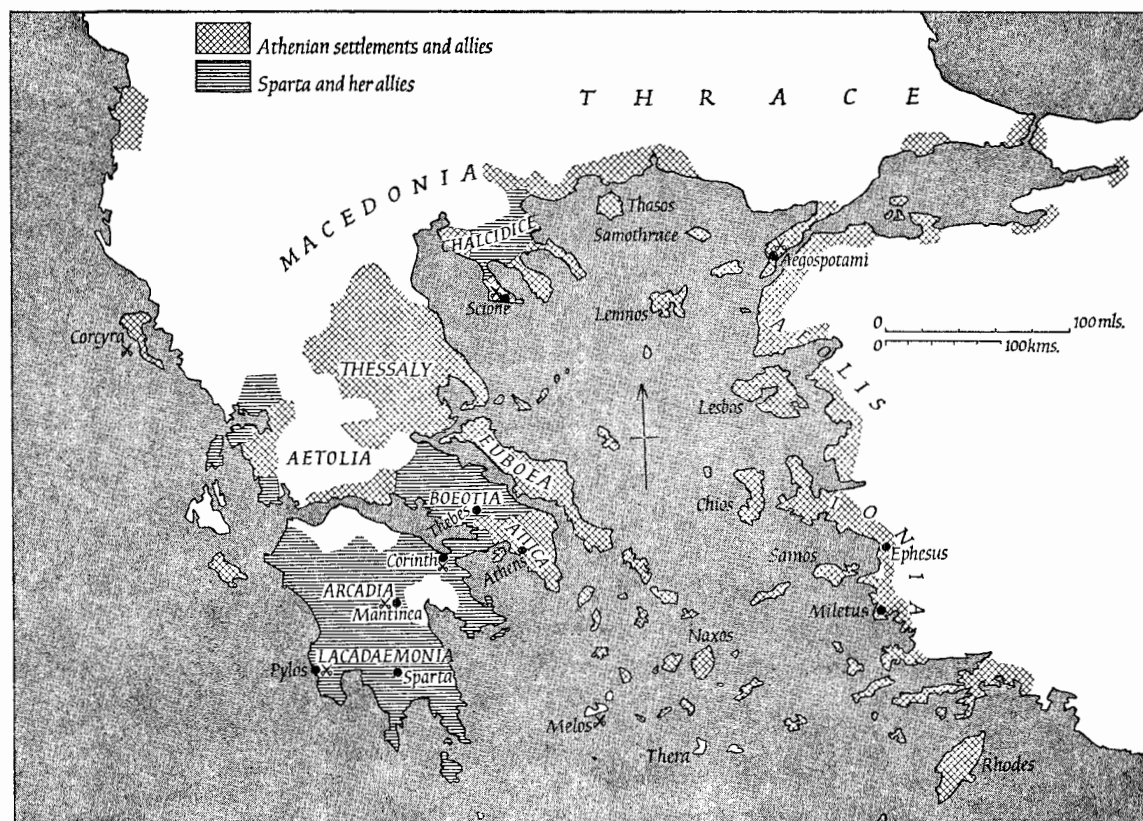 Athenian settlements and allies
Sparta and her allies
THRACE
MACEDONIA
CHALCIDICE
Thasos
Samothrace
Aegospotami
Scione
Lemnos
Corcyra
0 100 mls.
0 100 kms.
THESSALY
AEOLIS
Lesbos
AETOLIA
EUBOEA
BOEOTIA
Thebes
ATTICA
Chios
IONIA
Corinth
Athens
Samos
Ephesus
ARCADIA
Mantinea
Miletus
Naxos
LACADAEMONIA
Pylos
Sparta
Melos
Thera
Rhodes